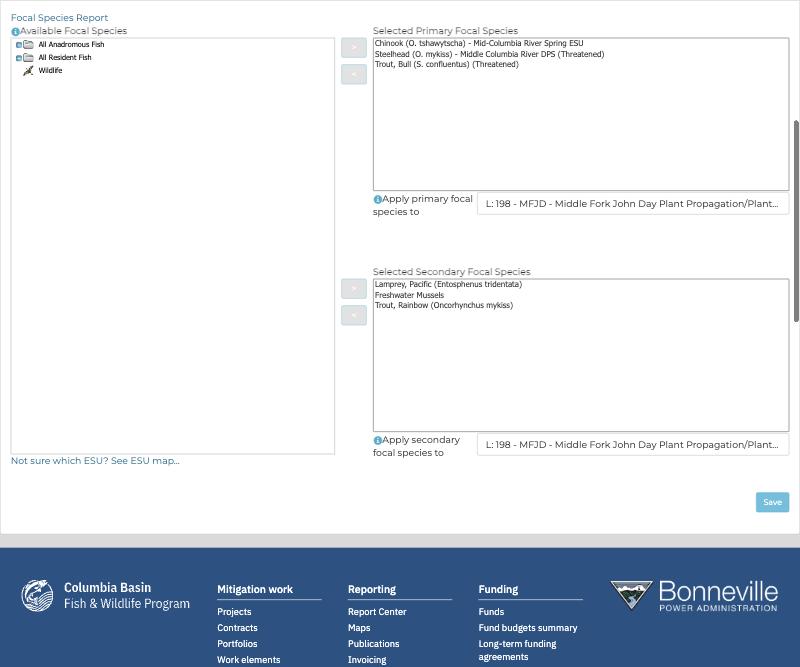 Focal Species Report
Available Focal Species
All Anadromous Fish
All Resident Fish
Wildlife
Not sure which ESU? See ESU map...
>
<
Selected Primary Focal Species
Chinook (O. tshawytscha) - Mid-Columbia River Spring ESU
Steelhead (O. mykiss) - Middle Columbia River DPS (Threatened)
Trout, Bull (S. confluentus) (Threatened)
Apply primary focal
species to
L: 198 - MFJD - Middle Fork John Day Plant Propagation/Plant...
>
<
Selected Secondary Focal Species
Lamprey, Pacific (Entosphenus tridentata)
Freshwater Mussels
Trout, Rainbow (Oncorhynchus mykiss)
Apply secondary
focal species to
L: 198 - MFJD - Middle Fork John Day Plant Propagation/Plant...
Save
Columbia Basin
Fish & Wildlife Program
Mitigation work
Projects
Contracts
Portfolios
Work elements
Reporting
Report Center
Maps
Publications
Invoicing
Funding
Funds
Fund budgets summary
Long-term funding
agreements
Bonneville
POWER ADMINISTRATION